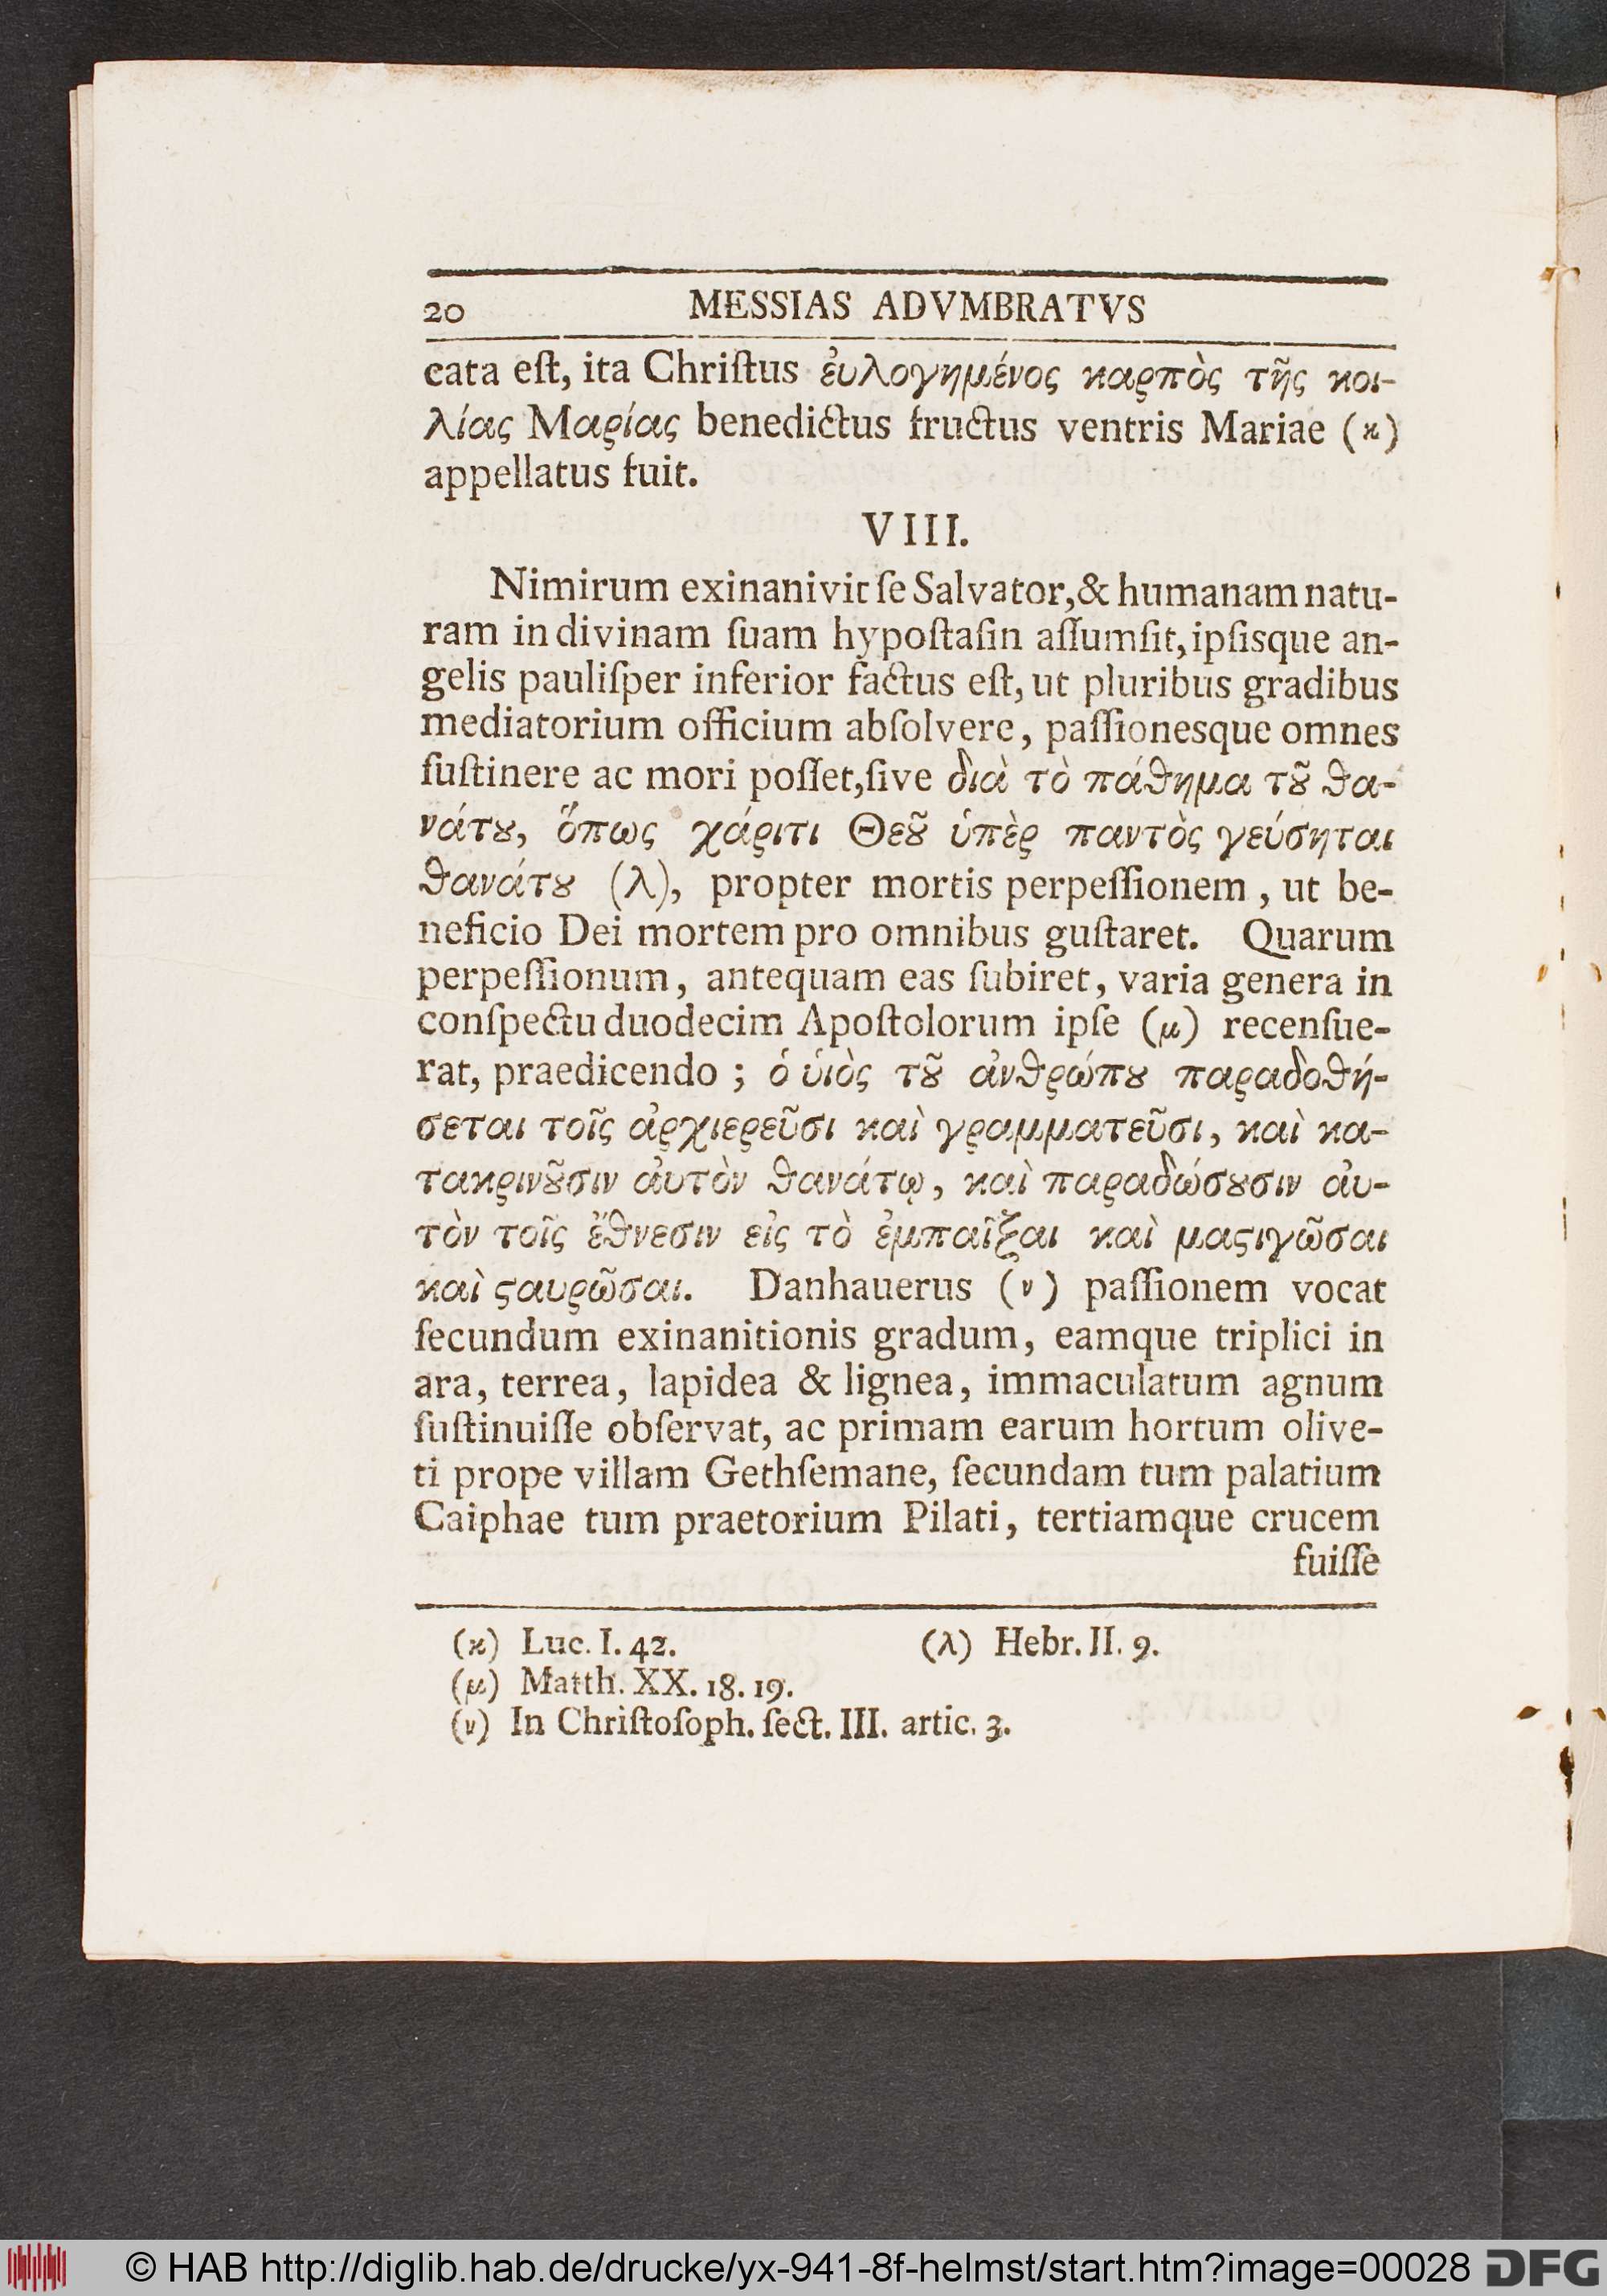 20 MESSIAS ADVMBRATVS
cata eſt, ita Chriſtus ἐυλογημένος καρπὸς τῆς κοι-
λίας Μαρίας benedictus fructus ventris Mariae (κ)
appellatus fuit.
VIII.
Nimirum exinanivit ſe Salvator, & humanam natu-
ram in divinam ſuam hypoſtaſin aſſumſit, ipſisque an-
gelis pauliſper inferior factus eſt, ut pluribus gradibus
mediatorium officium abſolvere, paſſionesque omnes
ſuſtinere ac mori poſſet, ſive διὰ τὸ πάθημα τȣ͂ θα-
νάτȣ, ὅπως χάριτι Θεȣ͂ ὑπὲρ παντὸς γεύσηται
θανάτȣ (λ), propter mortis perpeſſionem, ut be-
neficio Dei mortem pro omnibus guſtaret. Quarum
perpeſſionum, antequam eas ſubiret, varia genera in
conſpectu duodecim Apoſtolorum ipſe (μ) recenſue-
rat, praedicendo; ὁ ὑιὸς τȣ͂ ἀνθρώπȣ παραδοθή-
σεται τοῖς ἀρχιερεῦσι καὶ γραμματεῦσι, καὶ κα-
τακρινȣ͂σιν ἀυτὸν θανάτῳ, καὶ παραδώσȣσιν ἀυ-
τὸν τοῖς ἔθνεσιν εἰς τὸ ἐμπαῖξαι καὶ μαϛιγῶσαι
καὶ ϛαυρῶσαι. Danhauerus (ν) paſſionem vocat
ſecundum exinanitionis gradum, eamque triplici in
ara, terrea, lapidea & lignea, immaculatum agnum
ſuſtinuiſſe obſervat, ac primam earum hortum olive-
ti prope villam Gethſemane, ſecundam tum palatium
Caiphae tum praetorium Pilati, tertiamque crucem
fuiſſe
(κ) Luc. I. 42. (λ) Hebr. II. 9.
(μ) Matth. XX. 18. 19.
(ν) In Chriſtoſoph. ſect. III. artic. 3.
© HAB http://diglib.hab.de/drucke/yx-941-8f-helmst/start.htm?image=00028 DFG